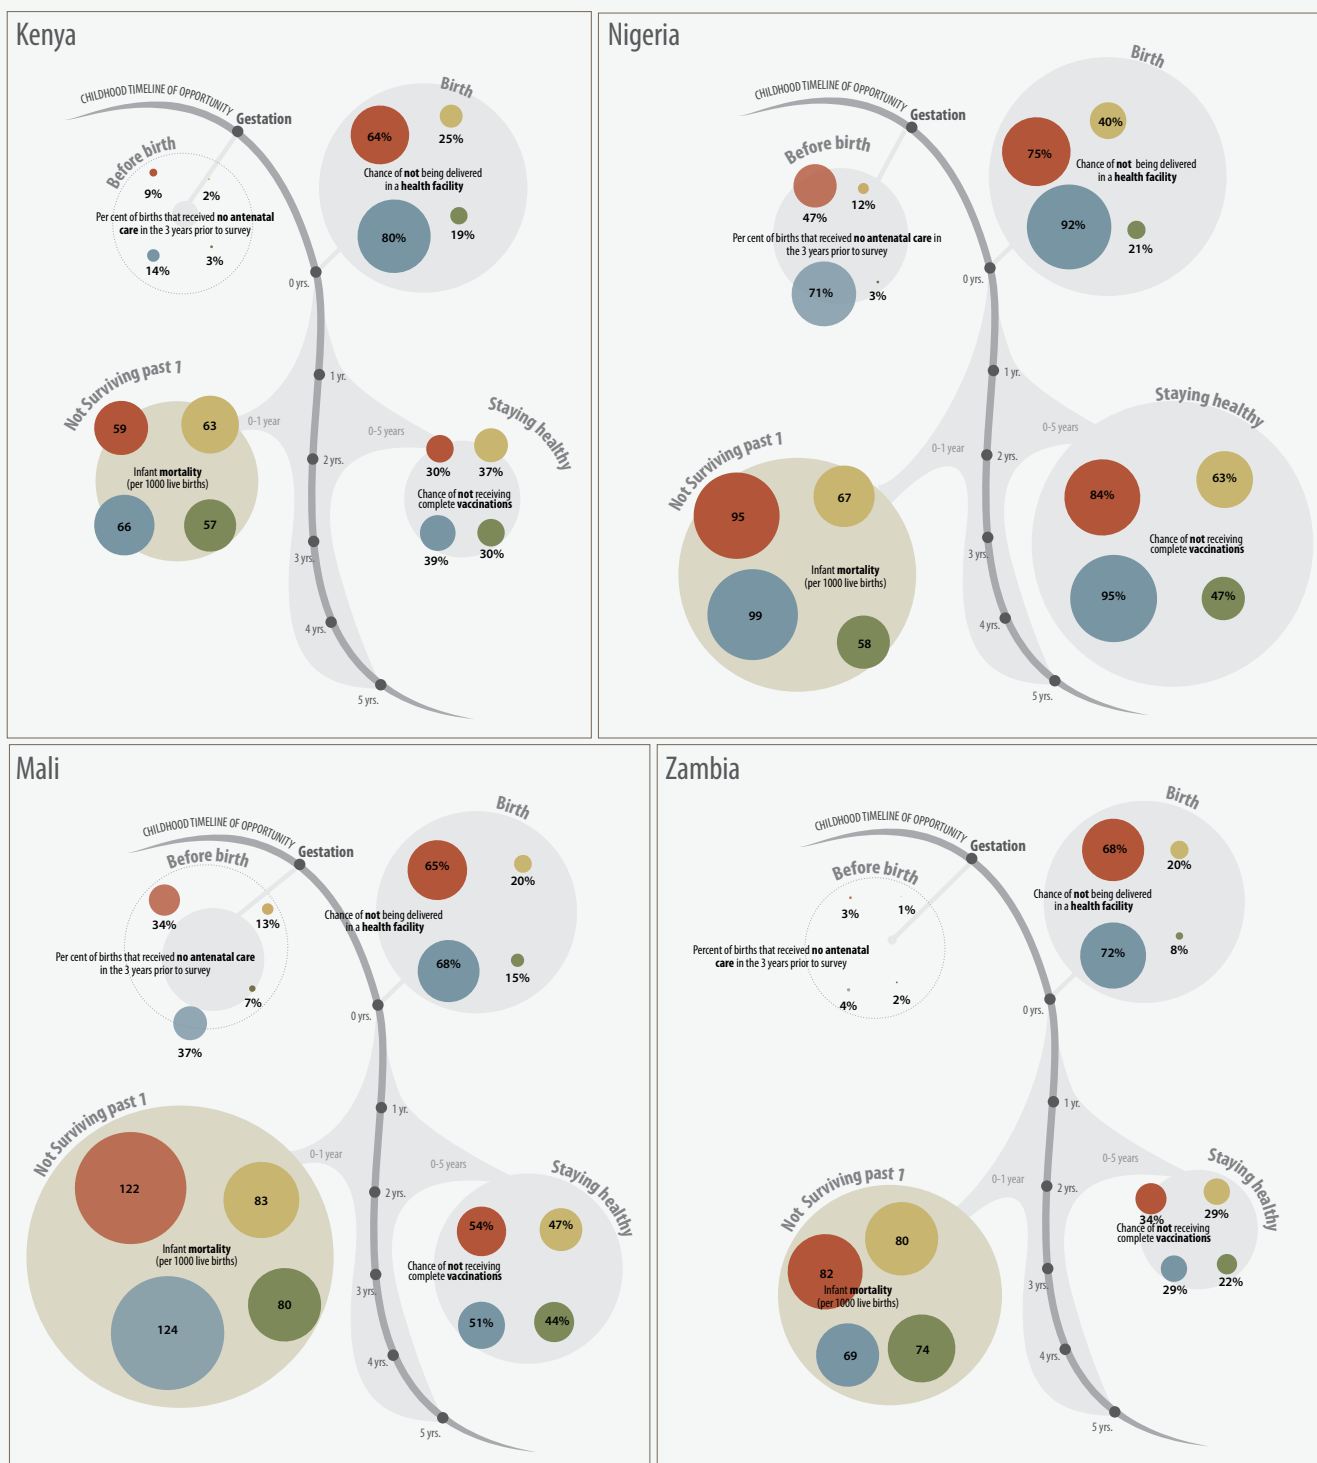 Kenya
CHILDHOOD TIMELINE OF OPPORTUNITY
Gestation
Before birth
9%
2%
Per cent of births that received no antenatal
care in the 3 years prior to survey
14%
3%
Birth
64%
25%
Chance of not being delivered
in a health facility
80%
19%
0 yrs.
1 yr.
2 yrs.
3 yrs.
4 yrs.
5 yrs.
Not Surviving past 1
59
63
0-1 year
Infant mortality
(per 1000 live births)
66
57
Staying healthy
0-5 years
30%
37%
Chance of not receiving
complete vaccinations
39%
30%
Nigeria
CHILDHOOD TIMELINE OF OPPORTUNITY
Gestation
Before birth
47%
12%
Per cent of births that received no antenatal care in
the 3 years prior to survey
71%
3%
Birth
40%
75%
Chance of not being delivered
in a health facility
92%
21%
0 yrs.
1 yr.
2 yrs.
3 yrs.
4 yrs.
5 yrs.
Not Surviving past 1
0-1 year
95
67
Infant mortality
(per 1000 live births)
99
58
Staying healthy
0-5 years
84%
63%
Chance of not receiving
complete vaccinations
95%
47%
Mali
CHILDHOOD TIMELINE OF OPPORTUNITY
Gestation
Before birth
34%
13%
Per cent of births that received no antenatal care
in the 3 years prior to survey
7%
37%
Birth
65%
20%
Chance of not being delivered
in a health facility
68%
15%
0 yrs.
1 yr.
2 yrs.
3 yrs.
4 yrs.
5 yrs.
Not Surviving past 1
0-1 year
122
83
Infant mortality
(per 1000 live births)
124
80
Staying healthy
0-5 years
54%
47%
Chance of not receiving
complete vaccinations
51%
44%
Zambia
CHILDHOOD TIMELINE OF OPPORTUNITY
Gestation
Before birth
3%
1%
Percent of births that received no antenatal
care in the 3 years prior to survey
4%
2%
Birth
68%
20%
Chance of not being delivered
in a health facility
72%
8%
0 yrs.
1 yr.
2 yrs.
3 yrs.
4 yrs.
5 yrs.
Not Surviving past 1
0-1 year
80
82
Infant mortality
(per 1000 live births)
69
74
Staying healthy
0-5 years
34%
29%
Chance of not receiving
complete vaccinations
29%
22%